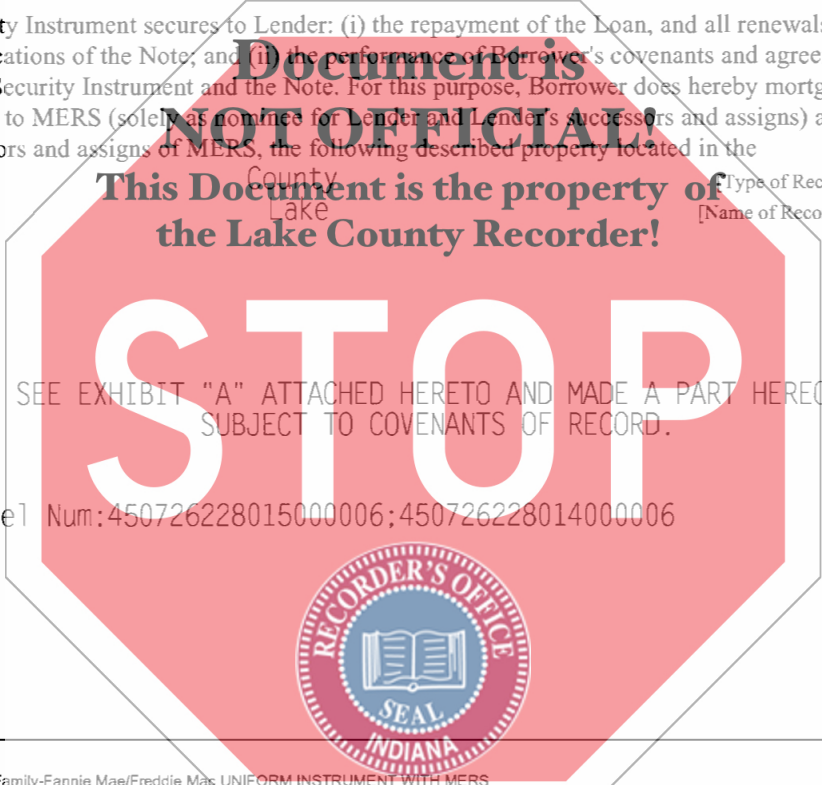 ty Instrument secures to Lender: (i) the repayment of the Loan, and all renewals
cations of the Note; and (ii) the performance of Borrower's covenants and agree
Document is
Security Instrument and the Note. For this purpose, Borrower does hereby mortg
to MERS (solely as nominee for Lender and Lender's successors and assigns) a
NOT OFFICIAL!
ors and assigns of MERS, the following described property located in the
County [Type of Rec
This Document is the property of
Lake [Name of Reco
the Lake County Recorder!
STOP
SEE EXHIBIT "A" ATTACHED HERETO AND MADE A PART HEREO
SUBJECT TO COVENANTS OF RECORD.
el Num:450726228015000006;450726228014000006
RECORDER'S OFFICE
SEAL
INDIANA
Family-Fannie Mae/Freddie Mac UNIFORM INSTRUMENT WITH MERS